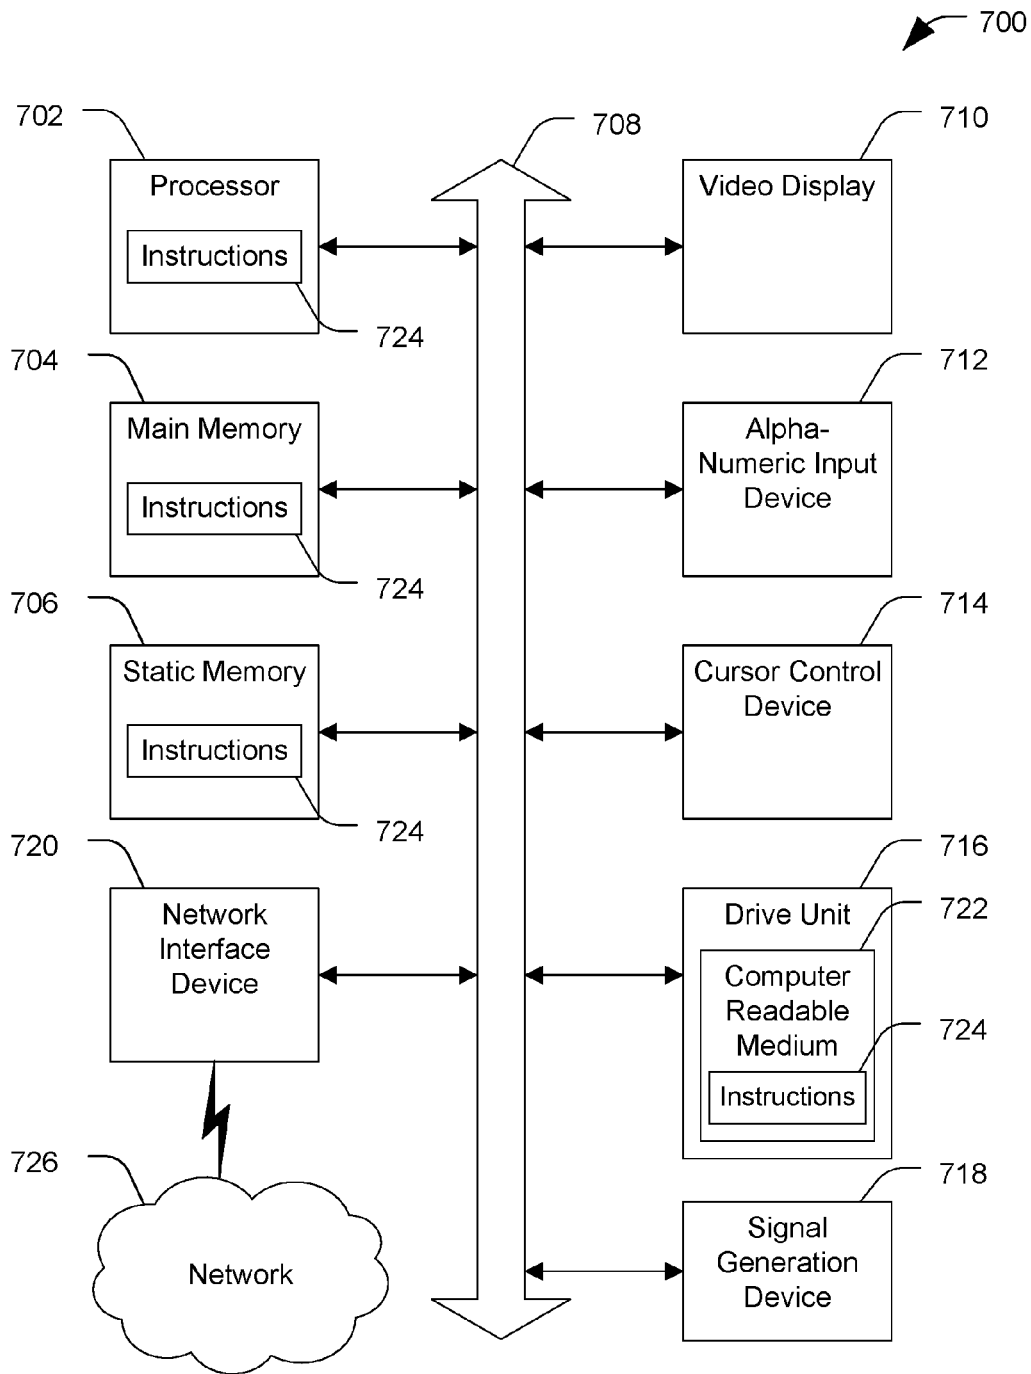 700
702
708
710
Processor
Video Display
Instructions
724
704
712
Main Memory
Alpha-
Numeric Input
Device
Instructions
724
706
714
Static Memory
Cursor Control
Device
Instructions
724
720
716
Network
Interface
Device
Drive Unit
722
Computer
Readable
Medium
724
Instructions
726
718
Network
Signal
Generation
Device